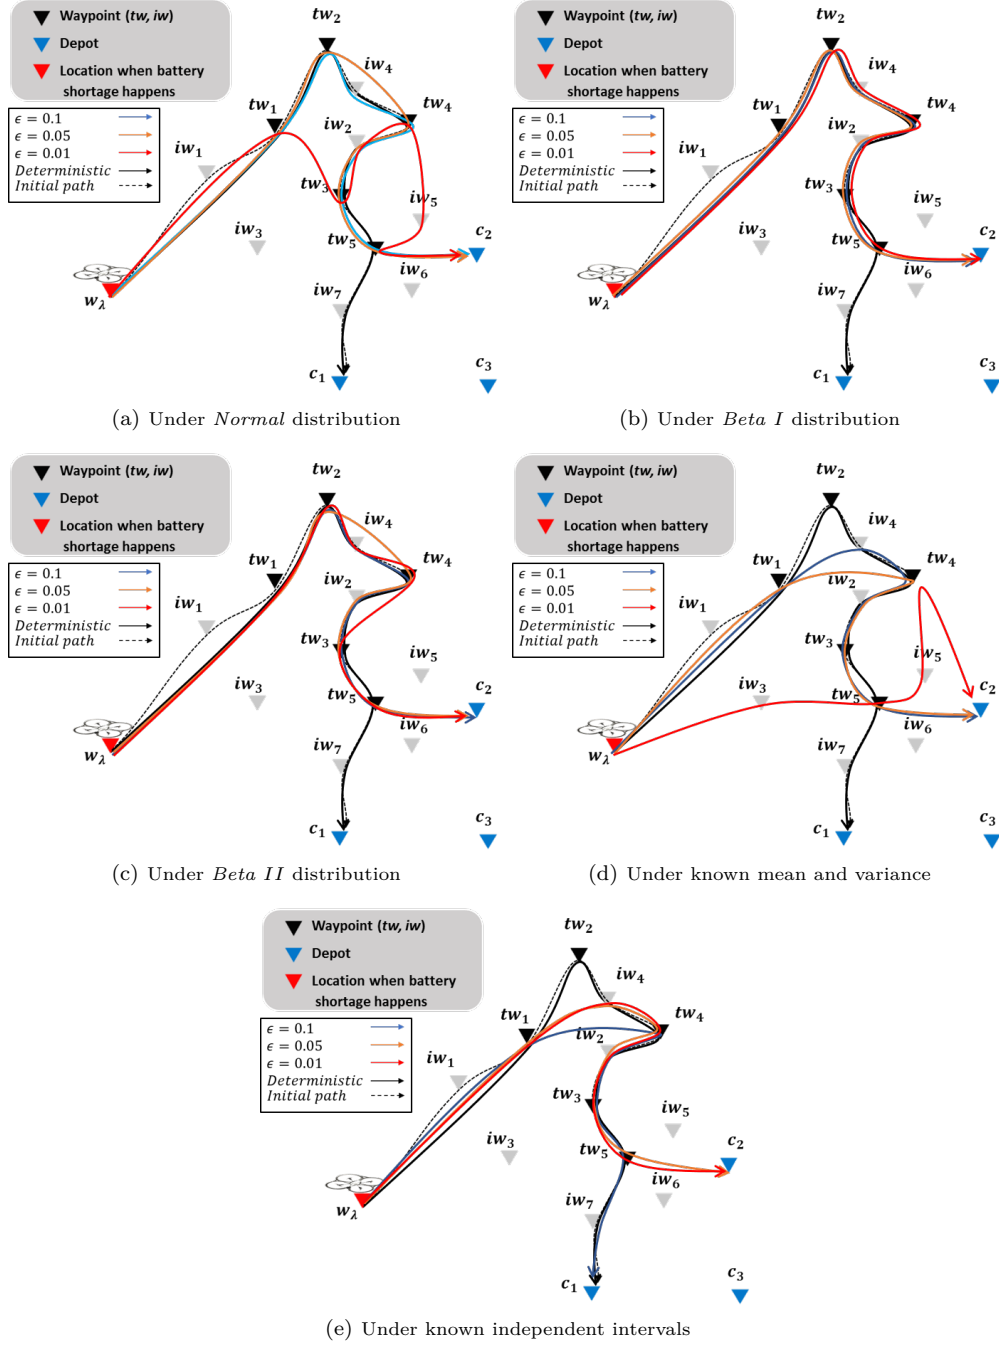 Waypoint (tw, iw)
Depot
Location when battery
shortage happens
ϵ = 0.1
ϵ = 0.05
ϵ = 0.01
Deterministic
Initial path
tw₂
iw₄
tw₁
tw₄
iw₂
iw₁
tw₃
iw₅
iw₃
tw₅
c₂
iw₆
w_λ
iw₇
c₁
c₃
(a) Under Normal distribution
Waypoint (tw, iw)
Depot
Location when battery
shortage happens
ϵ = 0.1
ϵ = 0.05
ϵ = 0.01
Deterministic
Initial path
tw₂
iw₄
tw₁
tw₄
iw₂
iw₁
tw₃
iw₅
iw₃
tw₅
c₂
iw₆
w_λ
iw₇
c₁
c₃
(b) Under Beta I distribution
Waypoint (tw, iw)
Depot
Location when battery
shortage happens
ϵ = 0.1
ϵ = 0.05
ϵ = 0.01
Deterministic
Initial path
tw₂
iw₄
tw₁
tw₄
iw₂
iw₁
tw₃
iw₅
iw₃
tw₅
c₂
iw₆
w_λ
iw₇
c₁
c₃
(c) Under Beta II distribution
Waypoint (tw, iw)
Depot
Location when battery
shortage happens
ϵ = 0.1
ϵ = 0.05
ϵ = 0.01
Deterministic
Initial path
tw₂
iw₄
tw₁
tw₄
iw₂
iw₁
tw₃
iw₅
iw₃
tw₅
c₂
iw₆
w_λ
iw₇
c₁
c₃
(d) Under known mean and variance
Waypoint (tw, iw)
Depot
Location when battery
shortage happens
ϵ = 0.1
ϵ = 0.05
ϵ = 0.01
Deterministic
Initial path
tw₂
iw₄
tw₁
tw₄
iw₂
iw₁
tw₃
iw₅
iw₃
tw₅
c₂
iw₆
w_λ
iw₇
c₁
c₃
(e) Under known independent intervals